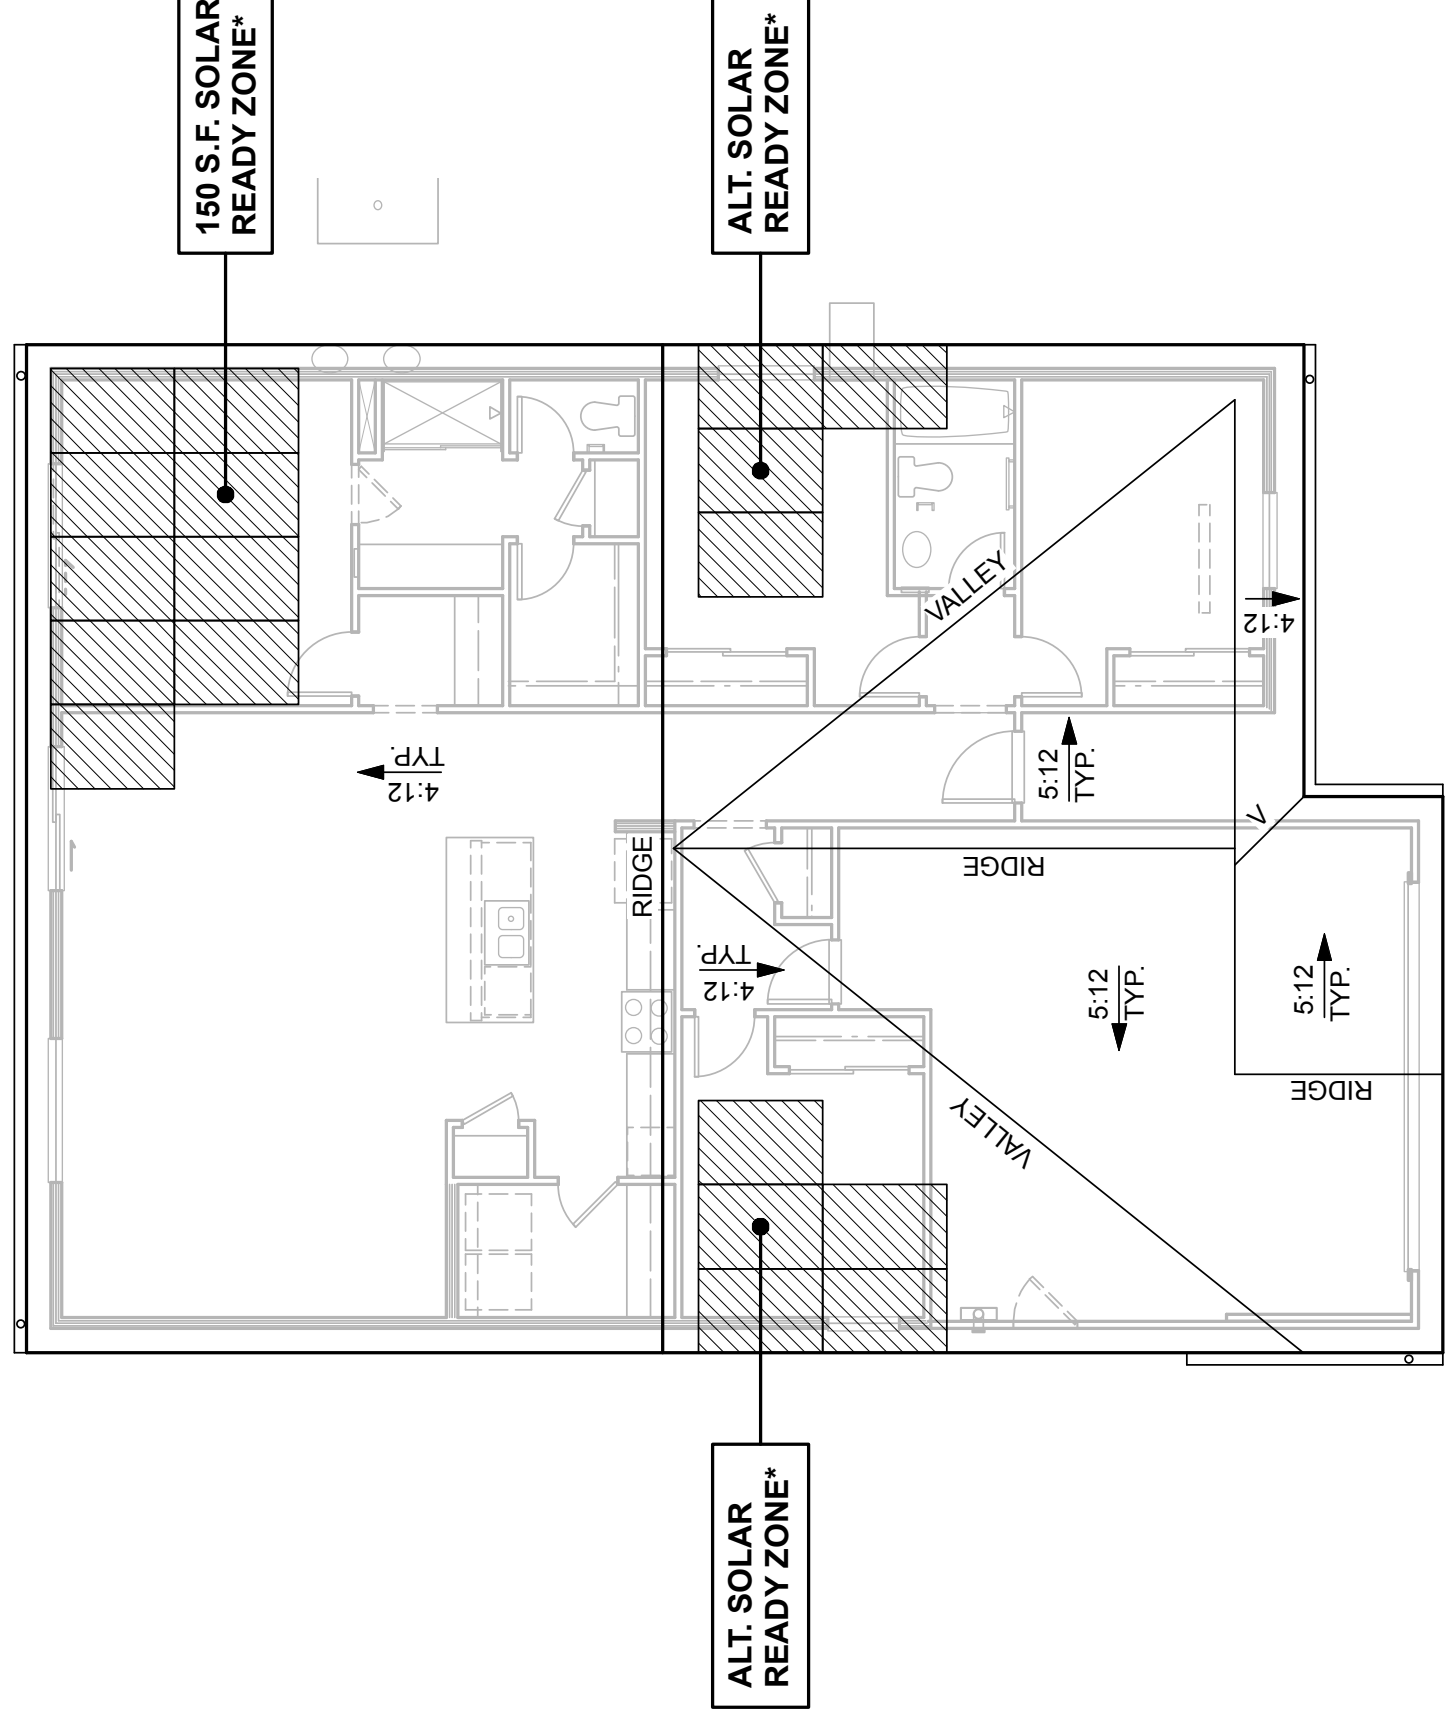 150 S.F. SOLAR
READY ZONE*
ALT. SOLAR
READY ZONE*
VALLEY
4:12
4:12
TYP.
5:12
TYP.
V
RIDGE
RIDGE
4:12
TYP.
5:12
TYP.
5:12
TYP.
RIDGE
VALLEY
ALT. SOLAR
READY ZONE*